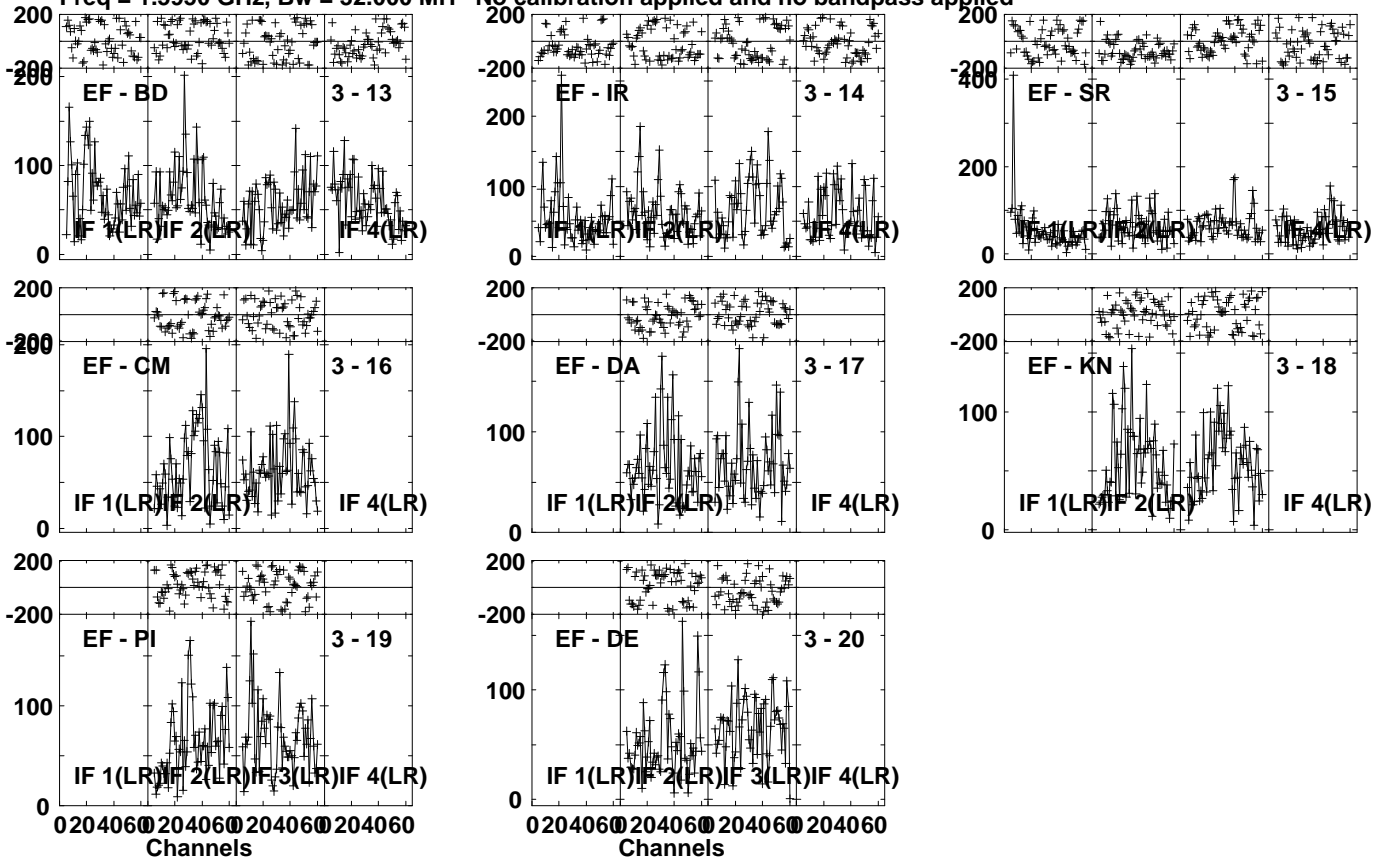 Freq = 1.5950 GHz, Bw = 32.000 MH No calibration applied and no bandpass applied
200 200 200
-200 -200 -200
200 400
EF - BD 3 - 13 EF - IR 3 - 14 EF - SR 3 - 15
200
200
100 100
0 0 0
IF 1(LR) IF 2(LR) IF 4(LR) IF 1(LR) IF 2(LR) IF 4(LR) IF 1(LR) IF 2(LR) IF 4(LR)
200 200 200
-200 -200 -200
200
EF - CM 3 - 16 EF - DA 3 - 17 EF - KN 3 - 18
100 100 100
IF 1(LR) IF 2(LR) IF 4(LR) IF 1(LR) IF 2(LR) IF 4(LR) IF 1(LR) IF 2(LR) IF 4(LR)
0 0 0
200 200
-200 -200
EF - PI 3 - 19 EF - DE 3 - 20
100 100
IF 1(LR) IF 2(LR) IF 3(LR) IF 4(LR) IF 1(LR) IF 2(LR) IF 3(LR) IF 4(LR)
0 0
0 20 40 60 0 20 40 60 0 20 40 60 0 20 40 60 0 20 40 60 0 20 40 60 0 20 40 60 0 20 40 60
Channels Channels